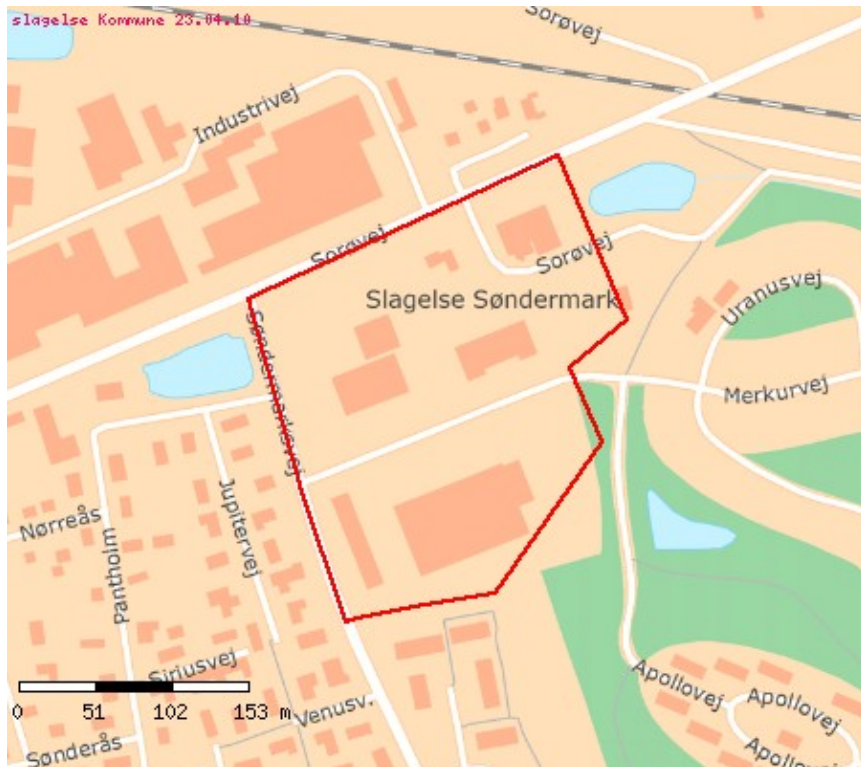 slagelse Kommune 23.04.10
Sorøvej
Industrivej
Sorøvej
Sorøvej
Slagelse Søndermark
Uranusvej
Søndermarksvej
Merkurvej
Jupitervej
Nørreås
Pantholm
Siriusvej
Apollovej
Apollovej
Venusv.
Sønderås
Apollovej
0 51 102 153 m